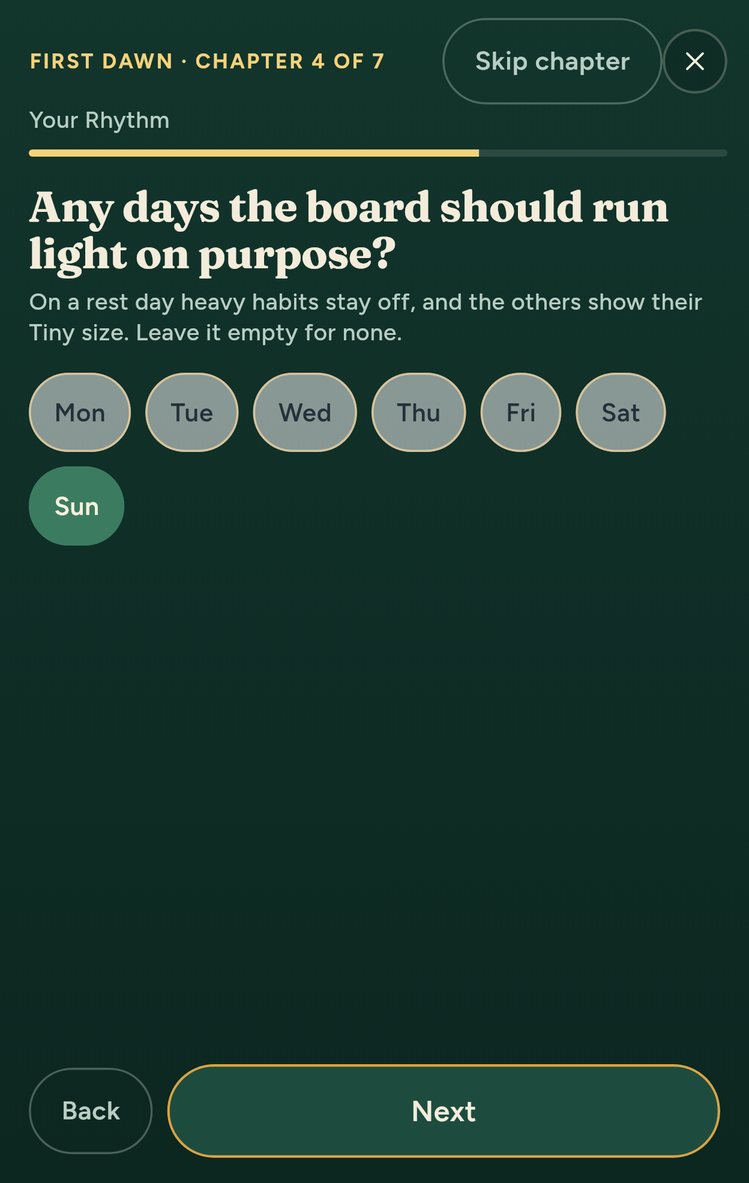 FIRST DAWN · CHAPTER 4 OF 7
Skip chapter
Your Rhythm
Any days the board should run
light on purpose?
On a rest day heavy habits stay off, and the others show their
Tiny size. Leave it empty for none.
Mon Tue Wed Thu Fri Sat
Sun
Back Next